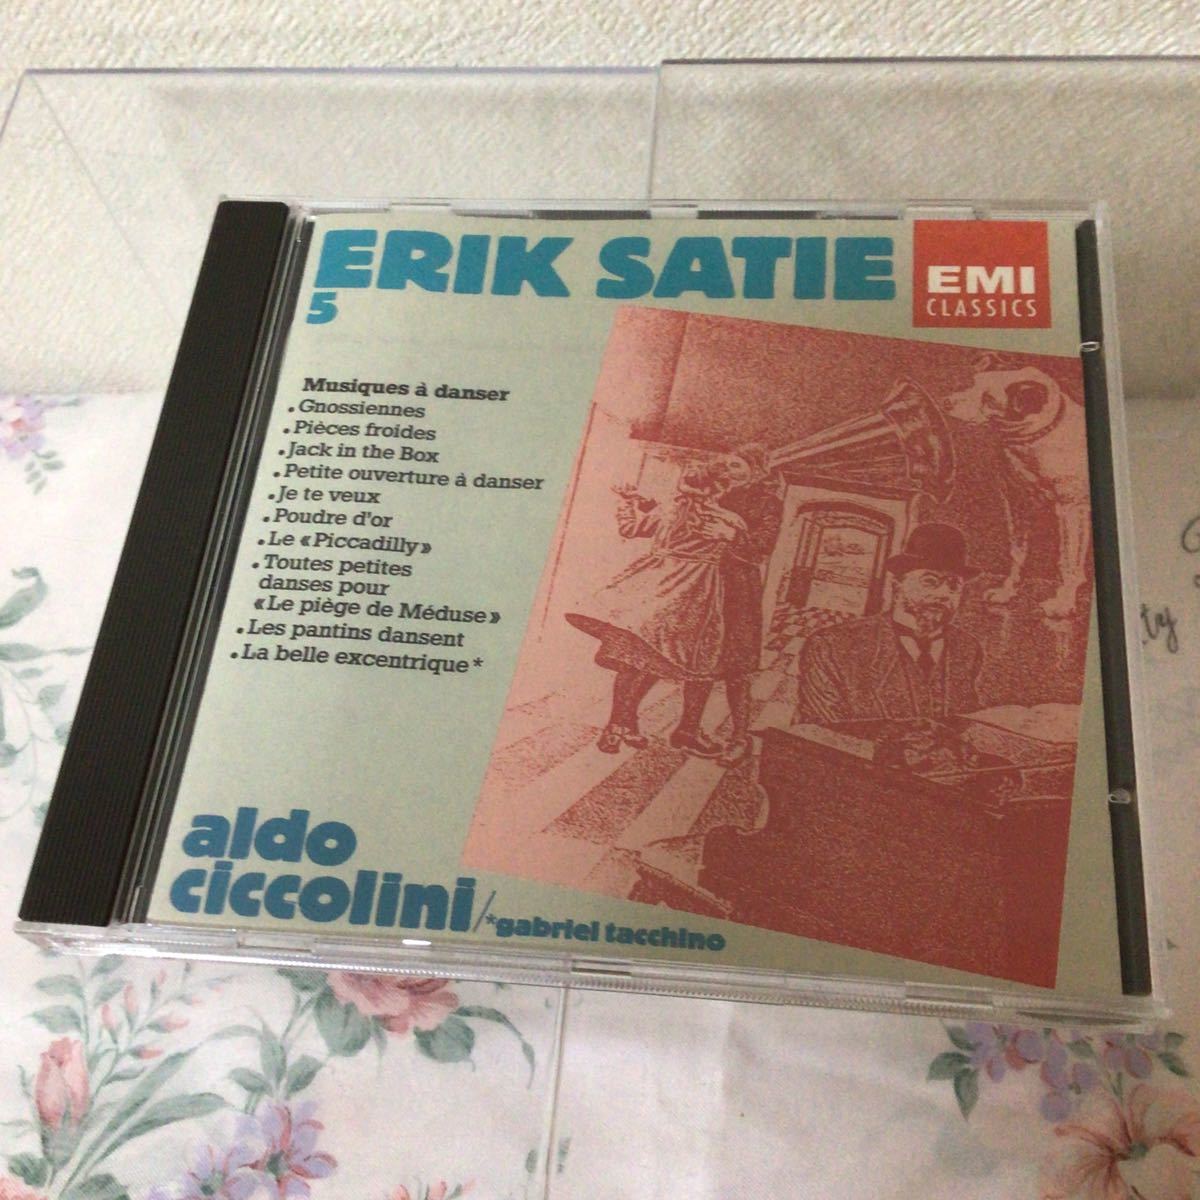 ERIK SATIE
5
EMI
CLASSICS
Musiques à danser
• Gnossiennes
• Pièces froides
• Jack in the Box
• Petite ouverture à danser
• Je te veux
• Poudre d'or
• Le «Piccadilly»
• Toutes petites
danses pour
«Le piège de Méduse»
• Les pantins dansent
• La belle excentrique*
aldo
ciccolini/*gabriel tacchino